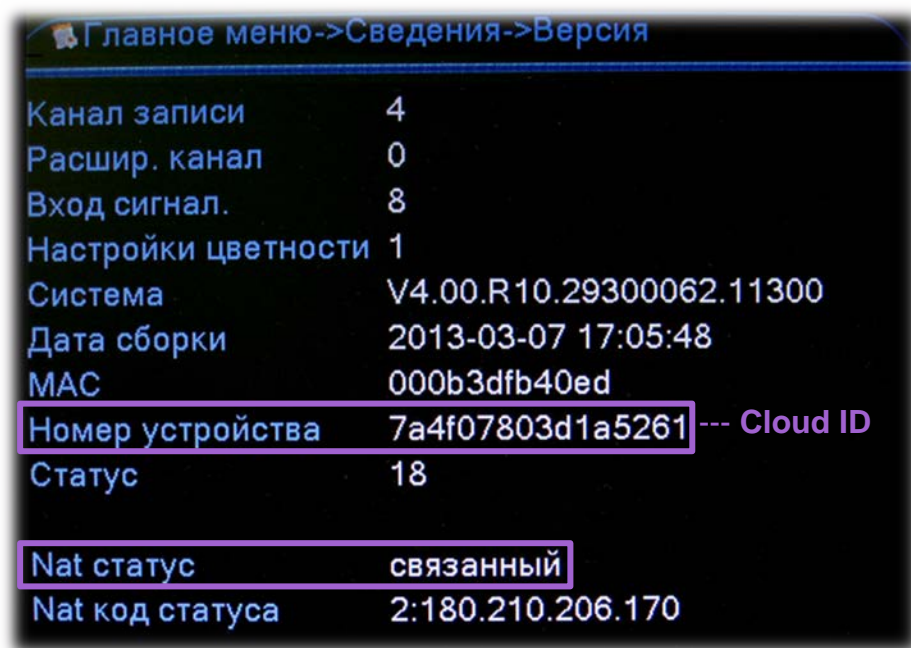 Главное меню->Сведения->Версия
Канал записи 4
Расшир. канал 0
Вход сигнал. 8
Настройки цветности 1
Система V4.00.R10.29300062.11300
Дата сборки 2013-03-07 17:05:48
MAC 000b3dfb40ed
Номер устройства 7a4f07803d1a5261 --- Cloud ID
Статус 18
Nat статус связанный
Nat код статуса 2:180.210.206.170